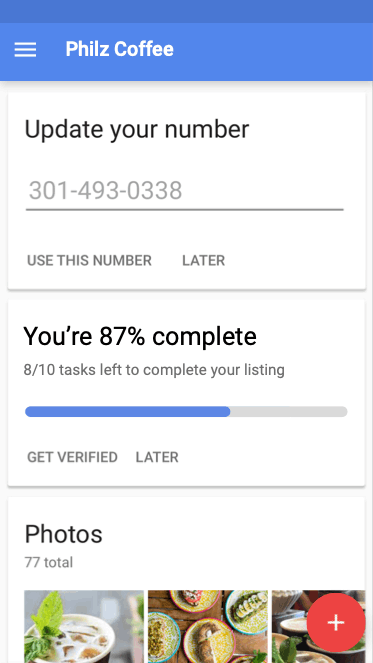 Philz Coffee
Update your number
301-493-0338
USE THIS NUMBER LATER
You’re 87% complete
8/10 tasks left to complete your listing
GET VERIFIED LATER
Photos
77 total
+